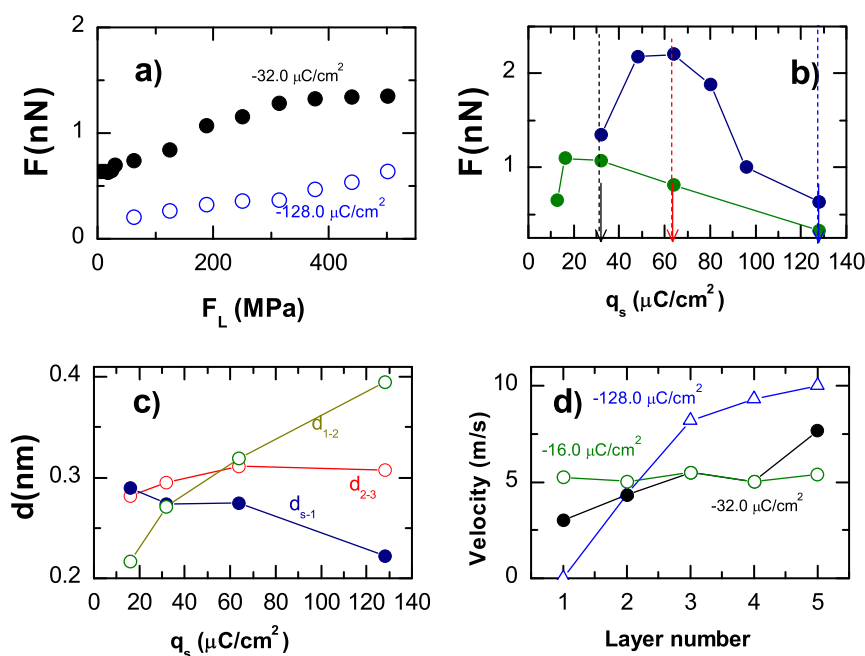 a)
-32.0 μC/cm²
-128.0 μC/cm²
F(nN)
2
1
0
0 200 400
F_L (MPa)
b)
F(nN)
2
1
0 20 40 60 80 100 120 140
q_s (μC/cm²)
c)
d(nm)
0.4
0.3
0.2
d_1-2
d_2-3
d_s-1
0 20 40 60 80 100 120 140
q_s (μC/cm²)
d)
-128.0 μC/cm²
-16.0 μC/cm²
-32.0 μC/cm²
Velocity (m/s)
10
5
0
1 2 3 4 5
Layer number